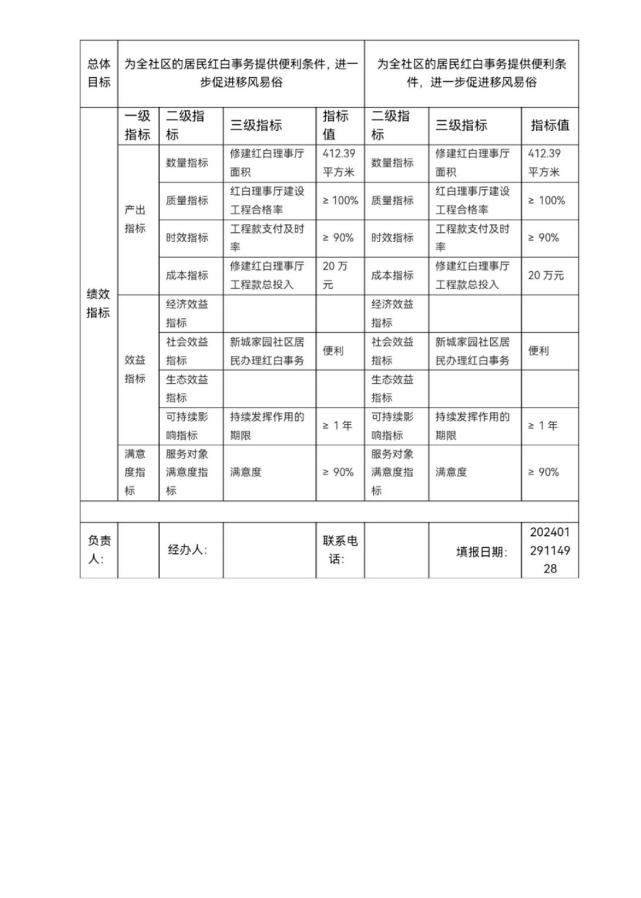 总体
目标
为全社区的居民红白事务提供便利条件，进一
步促进移风易俗
为全社区的居民红白事务提供便利条
件，进一步促进移风易俗
绩效
指标
一级
指标
二级指
标
三级指标
指标
值
二级指
标
三级指标
指标值
产出
指标
数量指标
修建红白理事厅
面积
412.39
平方米
数量指标
修建红白理事厅
面积
412.39
平方米
质量指标
红白理事厅建设
工程合格率
≥ 100%
质量指标
红白理事厅建设
工程合格率
≥ 100%
时效指标
工程款支付及时
率
≥ 90%
时效指标
工程款支付及时
率
≥ 90%
成本指标
修建红白理事厅
工程款总投入
20 万
元
成本指标
修建红白理事厅
工程款总投入
20 万元
效益
指标
经济效益
指标
经济效益
指标
社会效益
指标
新城家园社区居
民办理红白事务
便利
社会效益
指标
新城家园社区居
民办理红白事务
便利
生态效益
指标
生态效益
指标
可持续影
响指标
持续发挥作用的
期限
≥ 1 年
可持续影
响指标
持续发挥作用的
期限
≥ 1 年
满意
度指
标
服务对象
满意度指
标
满意度
≥ 90%
服务对象
满意度指
标
满意度
≥ 90%
负责
人：
经办人：
联系电
话：
填报日期：
202401
291149
28